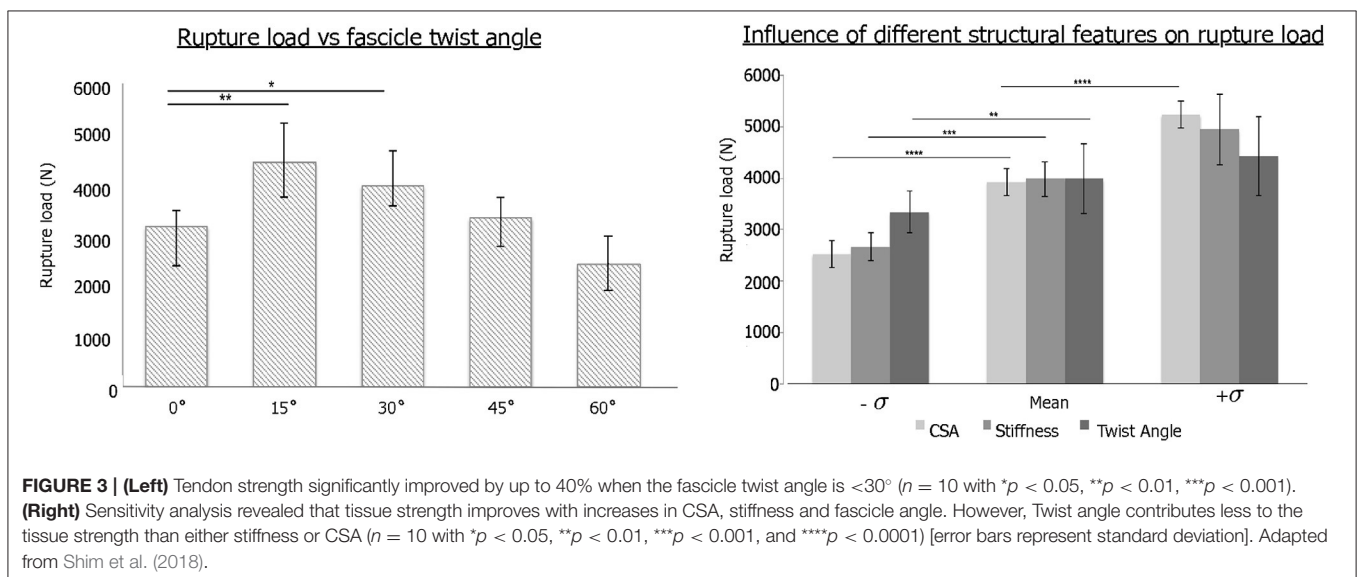 Rupture load vs fascicle twist angle
6000
5000
4000
3000
2000
1000
0
Rupture load (N)
*
**
0°
15°
30°
45°
60°
Influence of different structural features on rupture load
6000
5000
4000
3000
2000
1000
0
Rupture load (N)
****
**
***
****
- σ
Mean
+σ
CSA
Stiffness
Twist Angle
FIGURE 3 | (Left) Tendon strength significantly improved by up to 40% when the fascicle twist angle is <30° (n = 10 with *p < 0.05, **p < 0.01, ***p < 0.001).
(Right) Sensitivity analysis revealed that tissue strength improves with increases in CSA, stiffness and fascicle angle. However, Twist angle contributes less to the
tissue strength than either stiffness or CSA (n = 10 with *p < 0.05, **p < 0.01, ***p < 0.001, and ****p < 0.0001) [error bars represent standard deviation]. Adapted
from Shim et al. (2018).